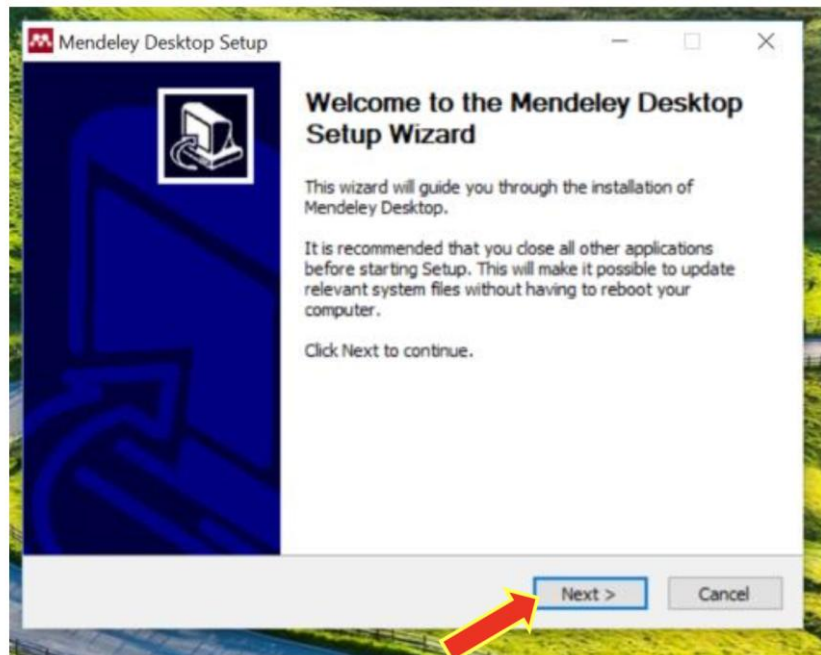 Mendeley Desktop Setup
Welcome to the Mendeley Desktop
Setup Wizard
This wizard will guide you through the installation of
Mendeley Desktop.
It is recommended that you close all other applications
before starting Setup. This will make it possible to update
relevant system files without having to reboot your
computer.
Click Next to continue.
Next >
Cancel